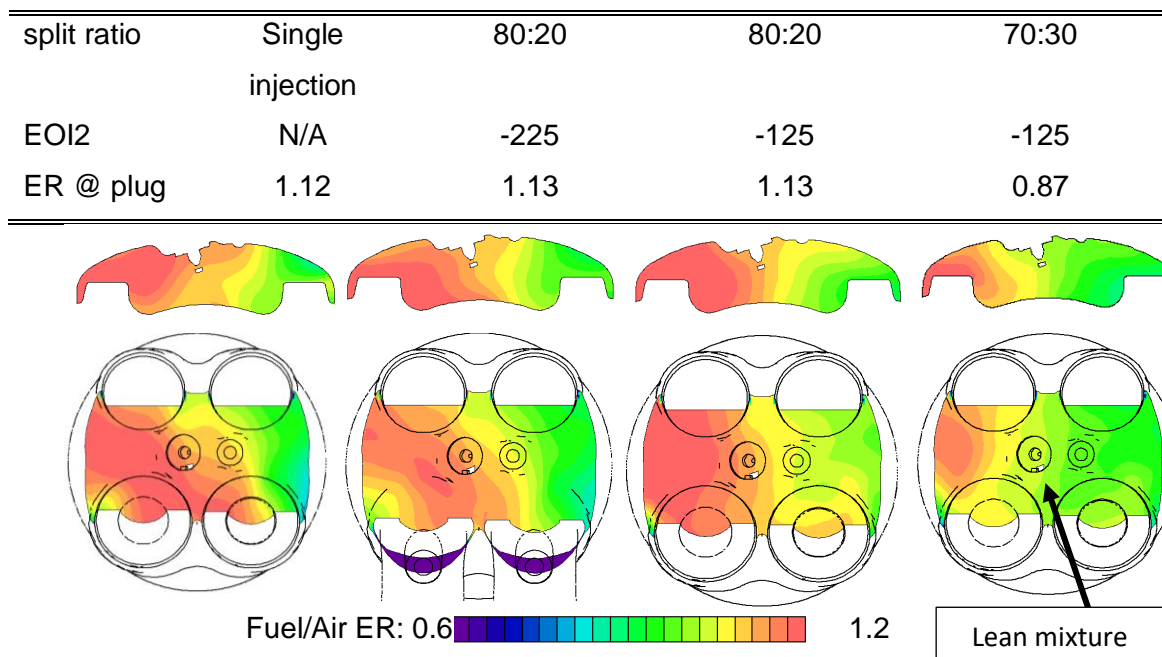 split ratio Single 80:20 80:20 70:30
injection
EOI2 N/A -225 -125 -125
ER @ plug 1.12 1.13 1.13 0.87
Fuel/Air ER: 0.6 1.2
Lean mixture